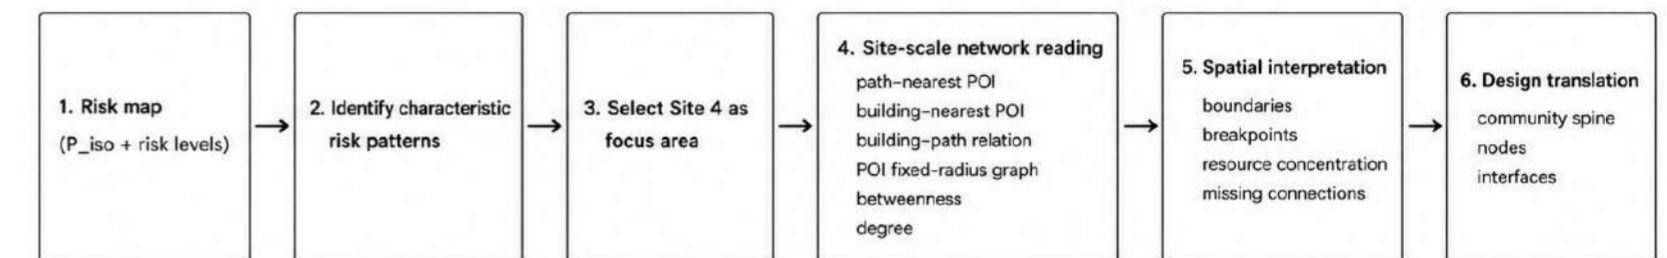 1. Risk map
(P_iso + risk levels)
2. Identify characteristic
risk patterns
3. Select Site 4 as
focus area
4. Site-scale network reading
path-nearest POI
building-nearest POI
building-path relation
POI fixed-radius graph
betweenness
degree
5. Spatial interpretation
boundaries
breakpoints
resource concentration
missing connections
6. Design translation
community spine
nodes
interfaces